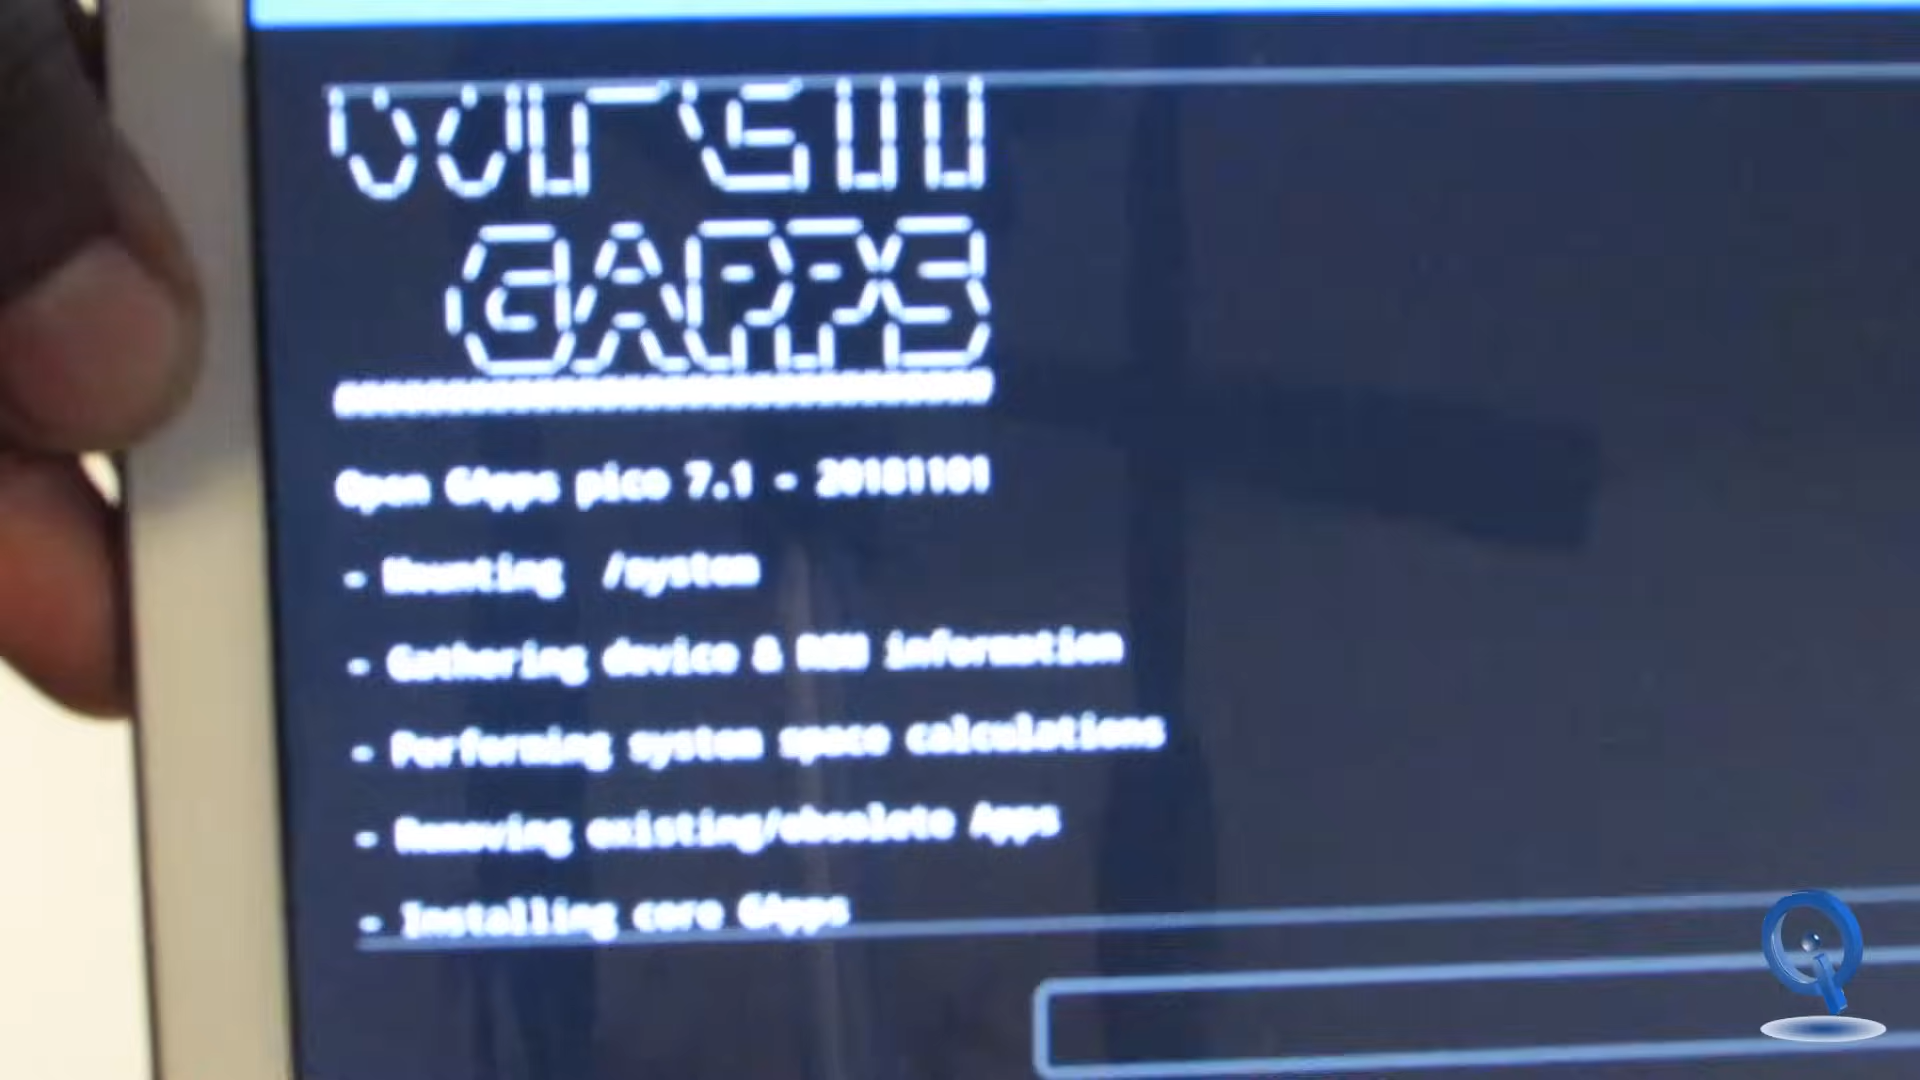 OPEN
GAPPS
Open GApps pico 7.1 - 20181101
- Mounting /system
- Gathering device & ROM information
- Performing system space calculations
- Removing existing/obsolete Apps
- Installing core GApps
Q